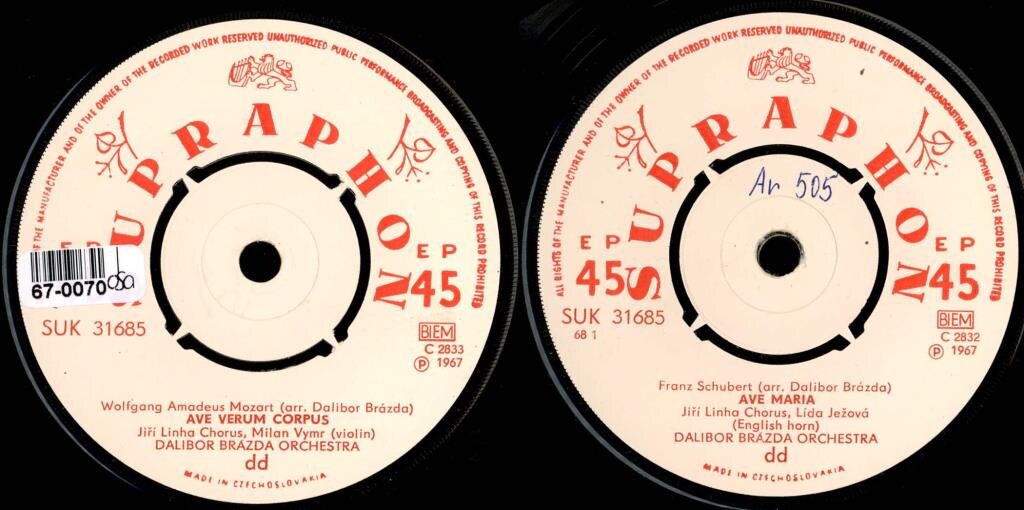 OF THE MANUFACTURER AND OF THE OWNER OF THE RECORDED WORK RESERVED UNAUTHORIZED PUBLIC PERFORMANCE BROADCASTING AND COPYING OF THIS RECORD PROHIBITED
SUPRAPHON
EP
45
67-0070
OSA
SUK 31685
BIEM
C 2833
P 1967
Wolfgang Amadeus Mozart (arr. Dalibor Brázda)
AVE VERUM CORPUS
Jiří Linha Chorus, Milan Vymr (violin)
DALIBOR BRÁZDA ORCHESTRA
dd
MADE IN CZECHOSLOVAKIA
ALL RIGHTS OF THE MANUFACTURER AND OF THE OWNER OF THE RECORDED WORK RESERVED UNAUTHORIZED PUBLIC PERFORMANCE BROADCASTING AND COPYING OF THIS RECORD PROHIBITED
SUPRAPHON
Ar 505
EP
45
EP
45
SUK 31685
68 1
BIEM
C 2832
P 1967
Franz Schubert (arr. Dalibor Brázda)
AVE MARIA
Jiří Linha Chorus, Lída Ježová
(English horn)
DALIBOR BRÁZDA ORCHESTRA
dd
MADE IN CZECHOSLOVAKIA